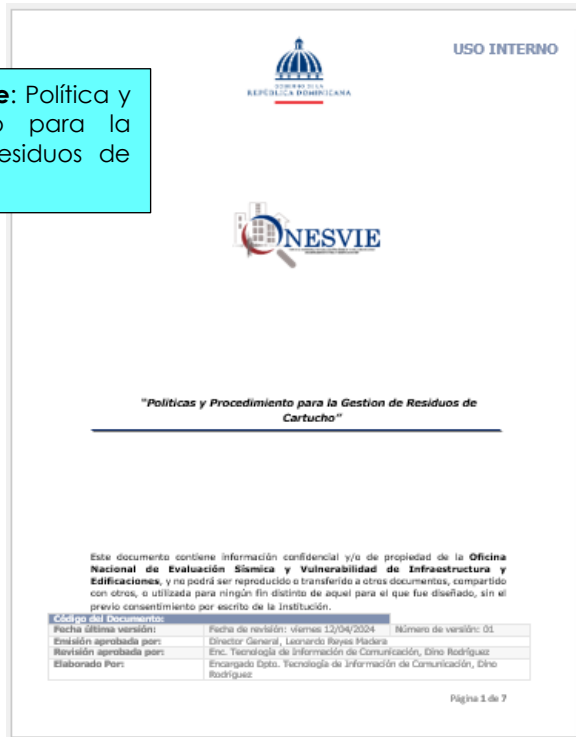 USO INTERNO
GOBIERNO DE LA
REPÚBLICA DOMINICANA
e: Política y
para la
esiduos de
ONESVIE
"Políticas y Procedimiento para la Gestion de Residuos de
Cartucho"
Este documento contiene información confidencial y/o de propiedad de la Oficina
Nacional de Evaluación Sísmica y Vulnerabilidad de Infraestructura y
Edificaciones, y no podrá ser reproducido o transferido a otros documentos, compartido
con otros, o utilizada para ningún fin distinto de aquel para el que fue diseñado, sin el
previo consentimiento por escrito de la Institución.
Código del Documento:
Fecha última versión: Fecha de revisión: viernes 12/04/2024 Número de versión: 01
Emisión aprobada por: Director General, Leonardo Reyes Madera
Revisión aprobada por: Enc. Tecnología de Información de Comunicación, Dino Rodríguez
Elaborado Por: Encargado Dpto. Tecnología de Información de Comunicación, Dino
Rodríguez
Página 1 de 7